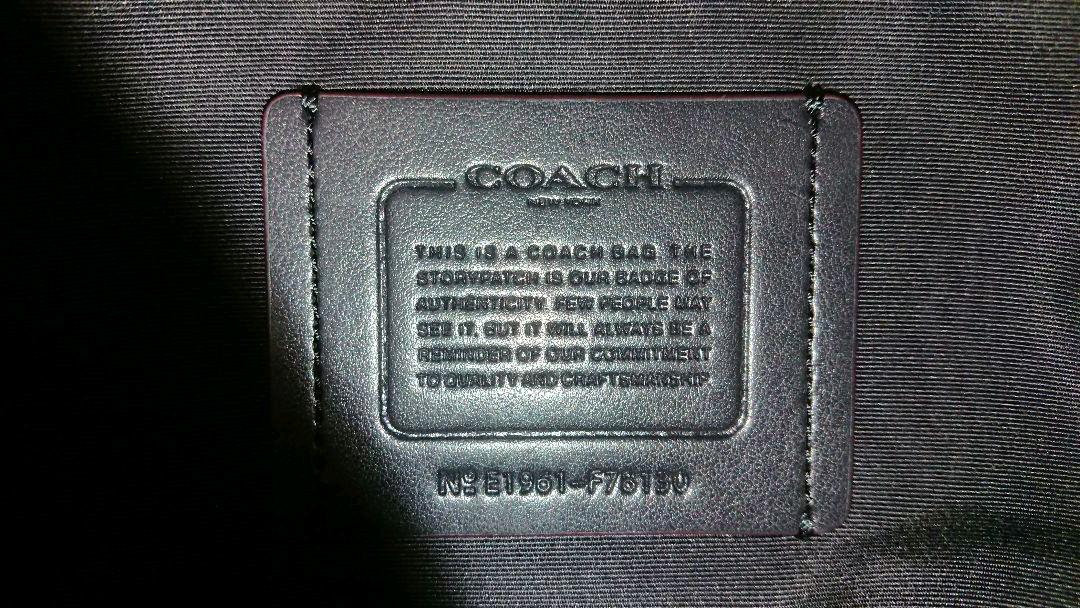 COACH
NEW YORK
THIS IS A COACH BAG. THE
STORYPATCH IS OUR BADGE OF
AUTHENTICITY. FEW PEOPLE MAY
SEE IT, BUT IT WILL ALWAYS BE A
REMINDER OF OUR COMMITMENT
TO QUALITY AND CRAFTSMANSHIP.
Nº E1961-F76180